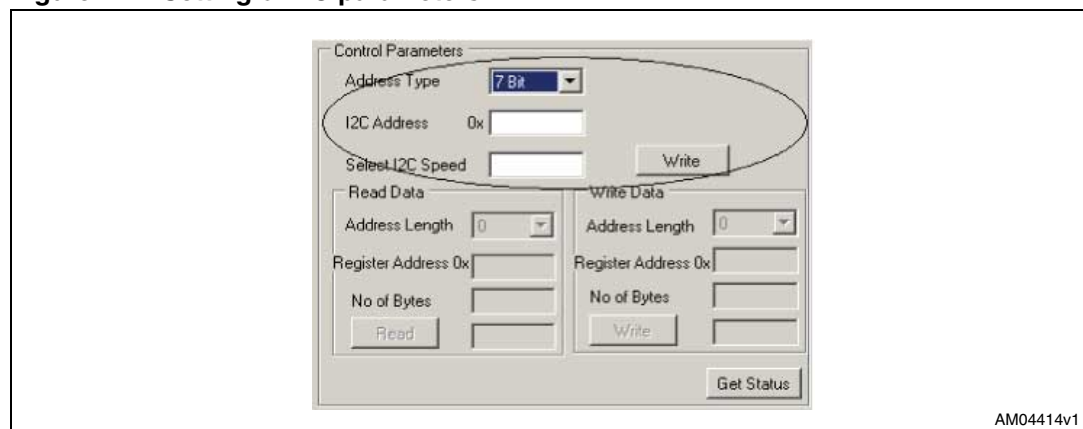 Control Parameters
Address Type 7 Bit
I2C Address 0x
Select I2C Speed Write
Read Data Write Data
Address Length 0 Address Length 0
Register Address 0x Register Address 0x
No of Bytes No of Bytes
Read Write
Get Status
AM04414v1